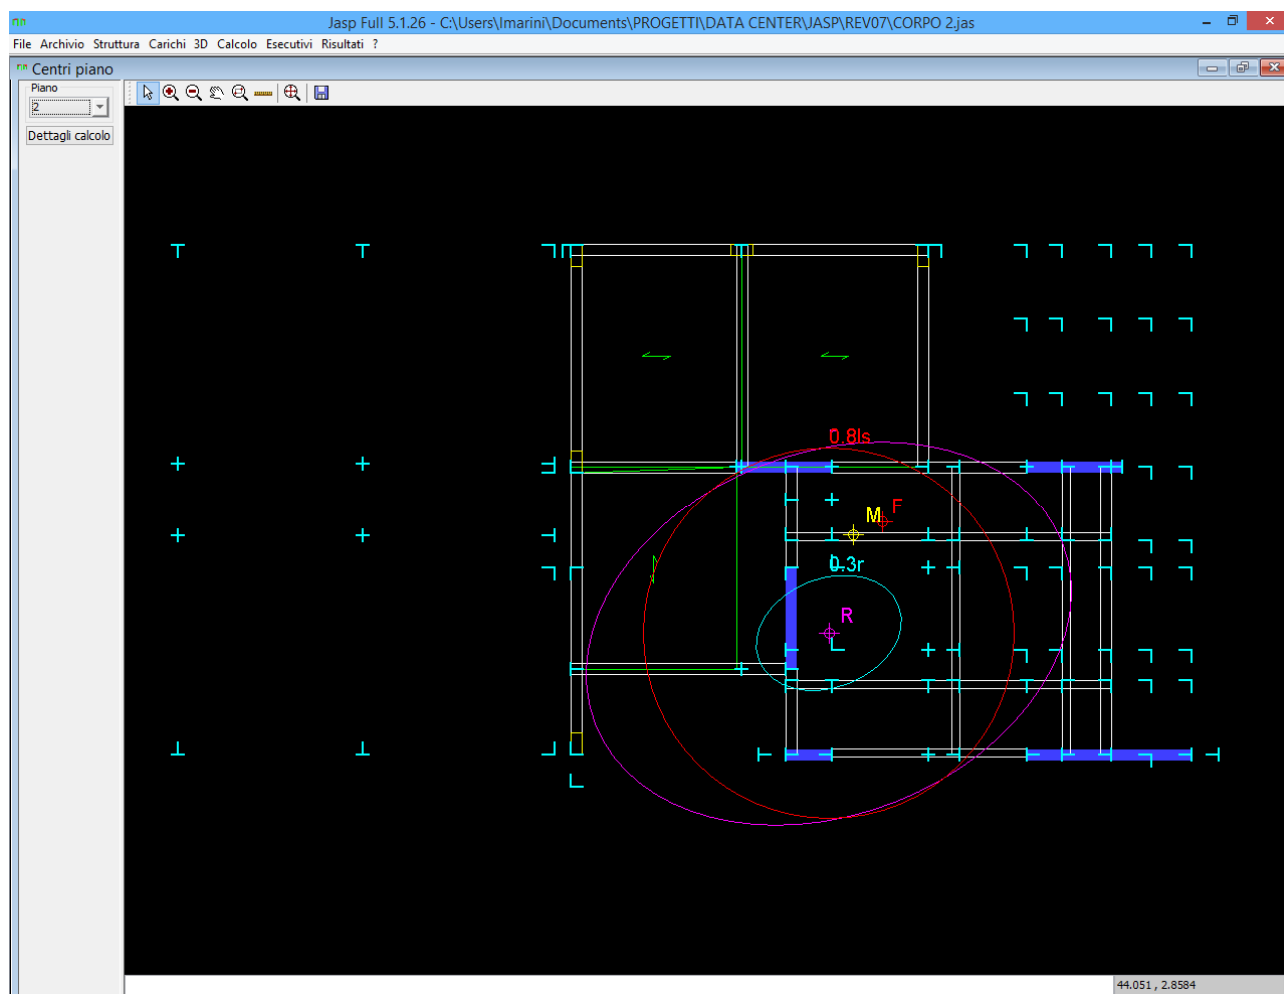 Jasp Full 5.1.26 - C:\Users\lmarini\Documents\PROGETTI\DATA CENTER\JASP\REV07\CORPO 2.jas
File Archivio Struttura Carichi 3D Calcolo Esecutivi Risultati ?
Centri piano
Piano
2
Dettagli calcolo
0.8ls
F
M
0.3r
R
44.051 , 2.8584